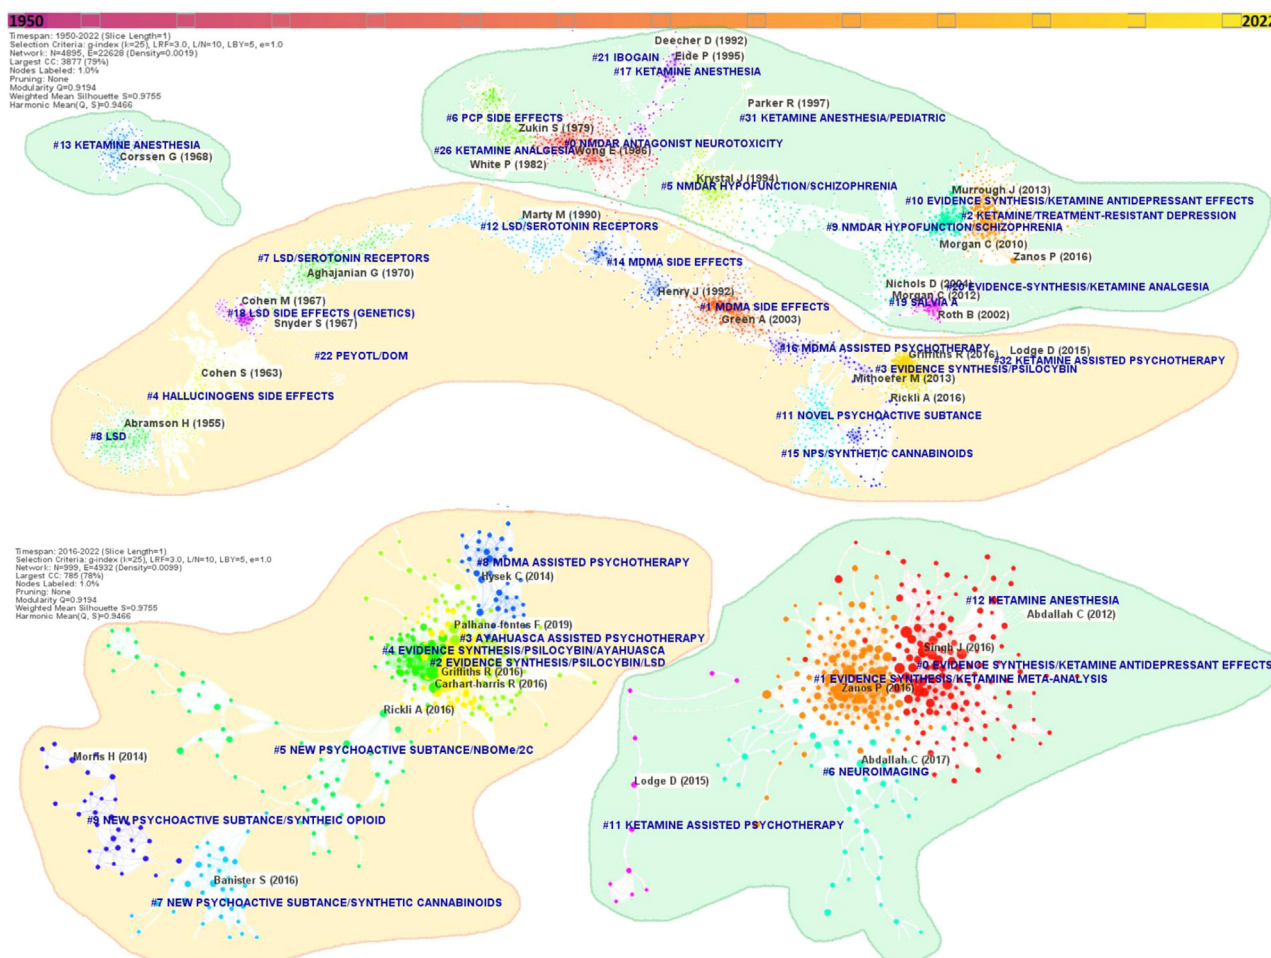 1950
2022
Timespan: 1950-2022 (Slice Length=1)
Selection Criteria: g-index (k=25), LRF=3.0, L/N=10, LBY=5, e=1.0
Network: N=4895, E=22628 (Density=0.0019)
Largest CC: 3877 (79%)
Nodes Labeled: 1.0%
Pruning: None
Modularity Q=0.9194
Weighted Mean Silhouette S=0.9755
Harmonic Mean(Q, S)=0.9466
Deecher D (1992)
#21 IBOGAIN
Eide P (1995)
#17 KETAMINE ANESTHESIA
Parker R (1997)
#6 PCP SIDE EFFECTS
#31 KETAMINE ANESTHESIA/PEDIATRIC
Zukin S (1979)
#13 KETAMINE ANESTHESIA
#0 NMDAR ANTAGONIST NEUROTOXICITY
Corssen G (1968)
#26 KETAMINE ANALGESIA
Wong E (1986)
White P (1982)
Krystal J (1994)
#5 NMDAR HYPOFUNCTION/SCHIZOPHRENIA
Murrough J (2013)
#10 EVIDENCE SYNTHESIS/KETAMINE ANTIDEPRESSANT EFFECTS
Marty M (1990)
#2 KETAMINE/TREATMENT-RESISTANT DEPRESSION
#12 LSD/SEROTONIN RECEPTORS
#9 NMDAR HYPOFUNCTION/SCHIZOPHRENIA
Morgan C (2010)
#7 LSD/SEROTONIN RECEPTORS
#14 MDMA SIDE EFFECTS
Zanos P (2016)
Aghajanian G (1970)
Nichols D (2004)
#20 EVIDENCE-SYNTHESIS/KETAMINE ANALGESIA
Henry J (1992)
Morgan C (2012)
Cohen M (1967)
#19 SALVIA A
#1 MDMA SIDE EFFECTS
#18 LSD SIDE EFFECTS (GENETICS)
Roth B (2002)
Snyder S (1967)
Green A (2003)
#16 MDMA ASSISTED PSYCHOTHERAPY
Lodge D (2015)
#22 PEYOTL/DOM
Griffiths R (2016)
#32 KETAMINE ASSISTED PSYCHOTHERAPY
Cohen S (1963)
#3 EVIDENCE SYNTHESIS/PSILOCYBIN
Mithoefer M (2013)
#4 HALLUCINOGENS SIDE EFFECTS
Rickli A (2016)
#11 NOVEL PSYCHOACTIVE SUBTANCE
Abramson H (1955)
#8 LSD
#15 NPS/SYNTHETIC CANNABINOIDS
Timespan: 2016-2022 (Slice Length=1)
Selection Criteria: g-index (k=25), LRF=3.0, L/N=10, LBY=5, e=1.0
Network: N=999, E=4932 (Density=0.0099)
Largest CC: 785 (78%)
Nodes Labeled: 1.0%
Pruning: None
Modularity Q=0.9194
Weighted Mean Silhouette S=0.9755
Harmonic Mean(Q, S)=0.9466
#8 MDMA ASSISTED PSYCHOTHERAPY
Hysek C (2014)
#12 KETAMINE ANESTHESIA
Abdallah C (2012)
Palhano-fontes F (2019)
#3 AYAHUASCA ASSISTED PSYCHOTHERAPY
#4 EVIDENCE SYNTHESIS/PSILOCYBIN/AYAHUASCA
Singh J (2016)
#2 EVIDENCE SYNTHESIS/PSILOCYBIN/LSD
#0 EVIDENCE SYNTHESIS/KETAMINE ANTIDEPRESSANT EFFECTS
Griffiths R (2016)
#1 EVIDENCE SYNTHESIS/KETAMINE META-ANALYSIS
Carhart-harris R (2016)
Zanos P (2016)
Rickli A (2016)
#5 NEW PSYCHOACTIVE SUBTANCE/NBOMe/2C
Morris H (2014)
Abdallah C (2017)
#6 NEUROIMAGING
Lodge D (2015)
#9 NEW PSYCHOACTIVE SUBTANCE/SYNTHEIC OPIOID
#11 KETAMINE ASSISTED PSYCHOTHERAPY
Banister S (2016)
#7 NEW PSYCHOACTIVE SUBTANCE/SYNTHETIC CANNABINOIDS